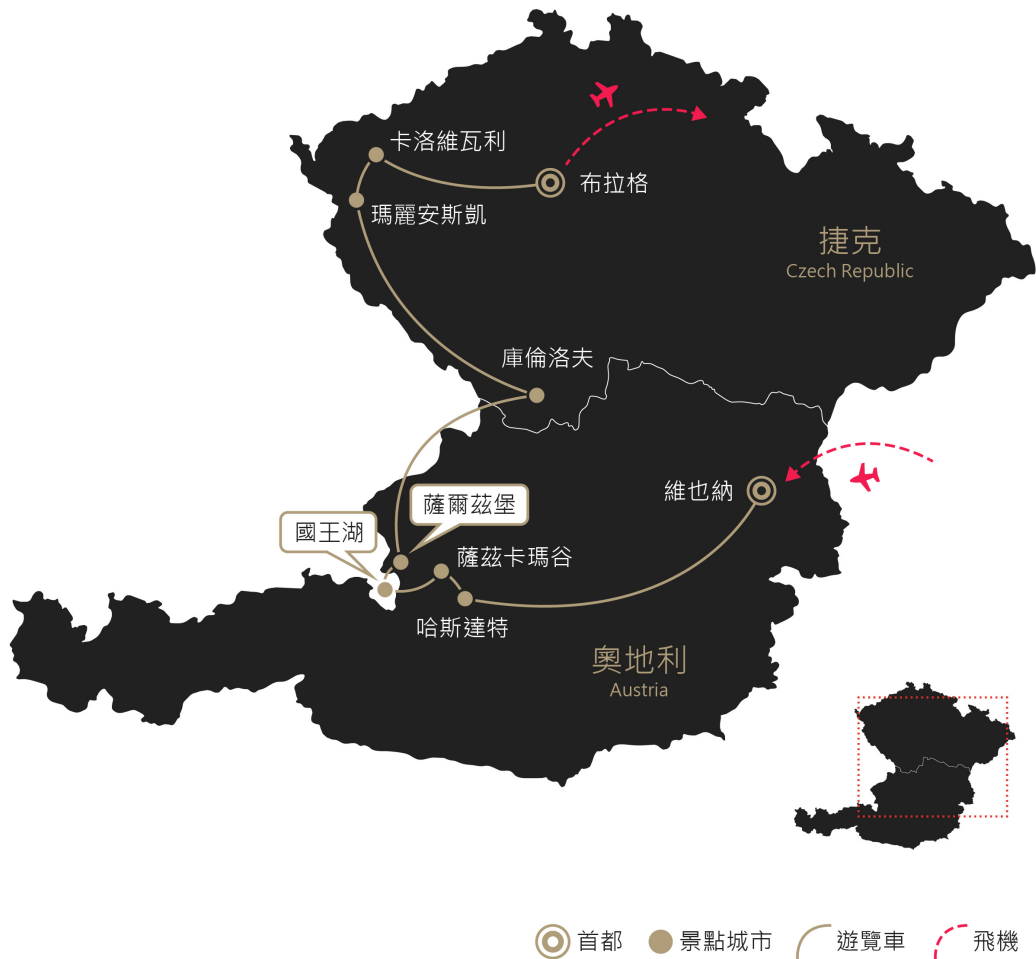 卡洛維瓦利
布拉格
瑪麗安斯凱
捷克
Czech Republic
庫倫洛夫
維也納
薩爾茲堡
國王湖
薩茲卡瑪谷
哈斯達特
奧地利
Austria
首都
景點城市
遊覽車
飛機